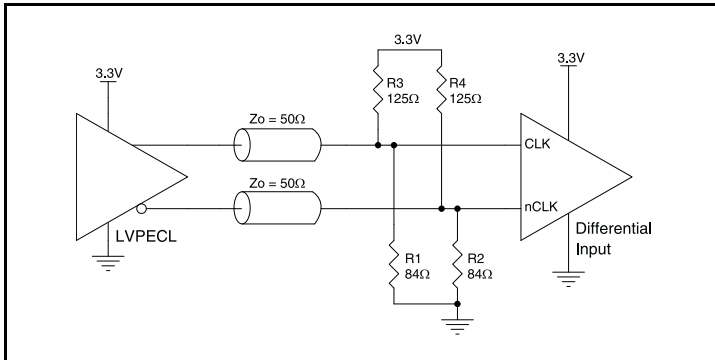 3.3V
R3
125Ω
R4
125Ω
3.3V
3.3V
Zo = 50Ω
CLK
Zo = 50Ω
nCLK
LVPECL
Differential
Input
R1
84Ω
R2
84Ω